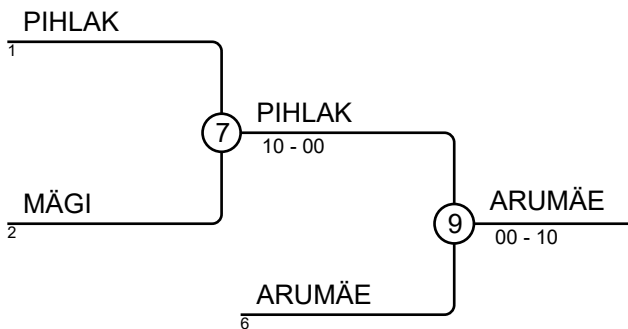 PIHLAK
1
7
PIHLAK
10 - 00
MÄGI
2
9
ARUMÄE
00 - 10
ARUMÄE
6